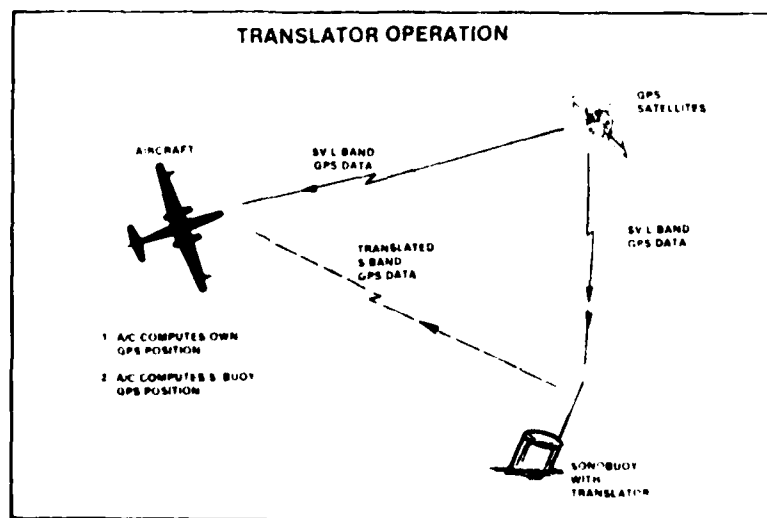 TRANSLATOR OPERATION
GPS
SATELLITES
AIRCRAFT
SV L BAND
GPS DATA
SV L BAND
GPS DATA
TRANSLATED
S BAND
GPS DATA
1 A/C COMPUTES OWN
GPS POSITION
2 A/C COMPUTES S BUOY
GPS POSITION
SONOBUOY
WITH
TRANSLATOR